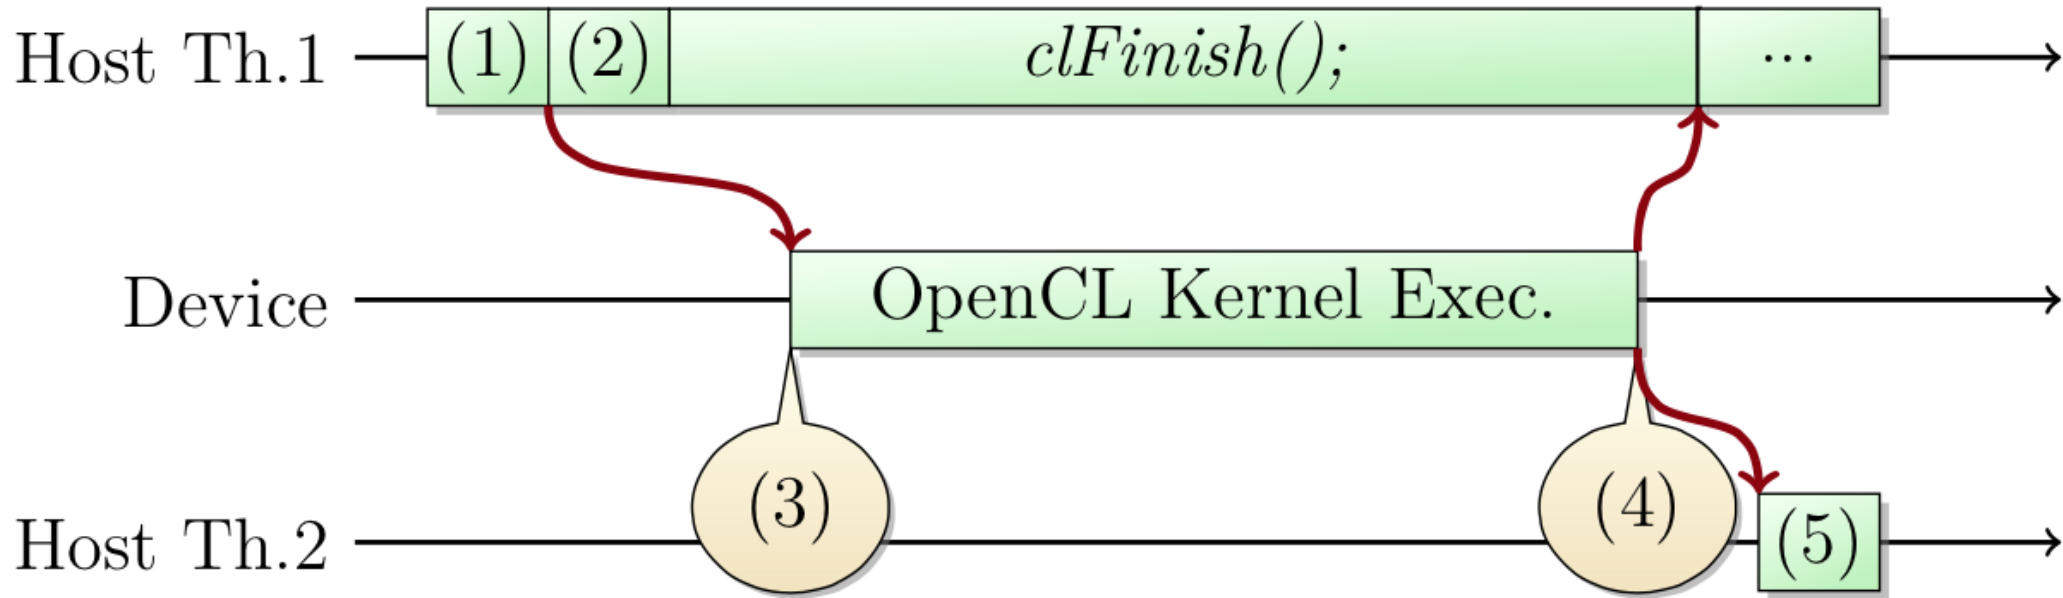 Host Th.1 (1) (2) clFinish(); ...
Device OpenCL Kernel Exec.
(3) (4)
Host Th.2 (5)